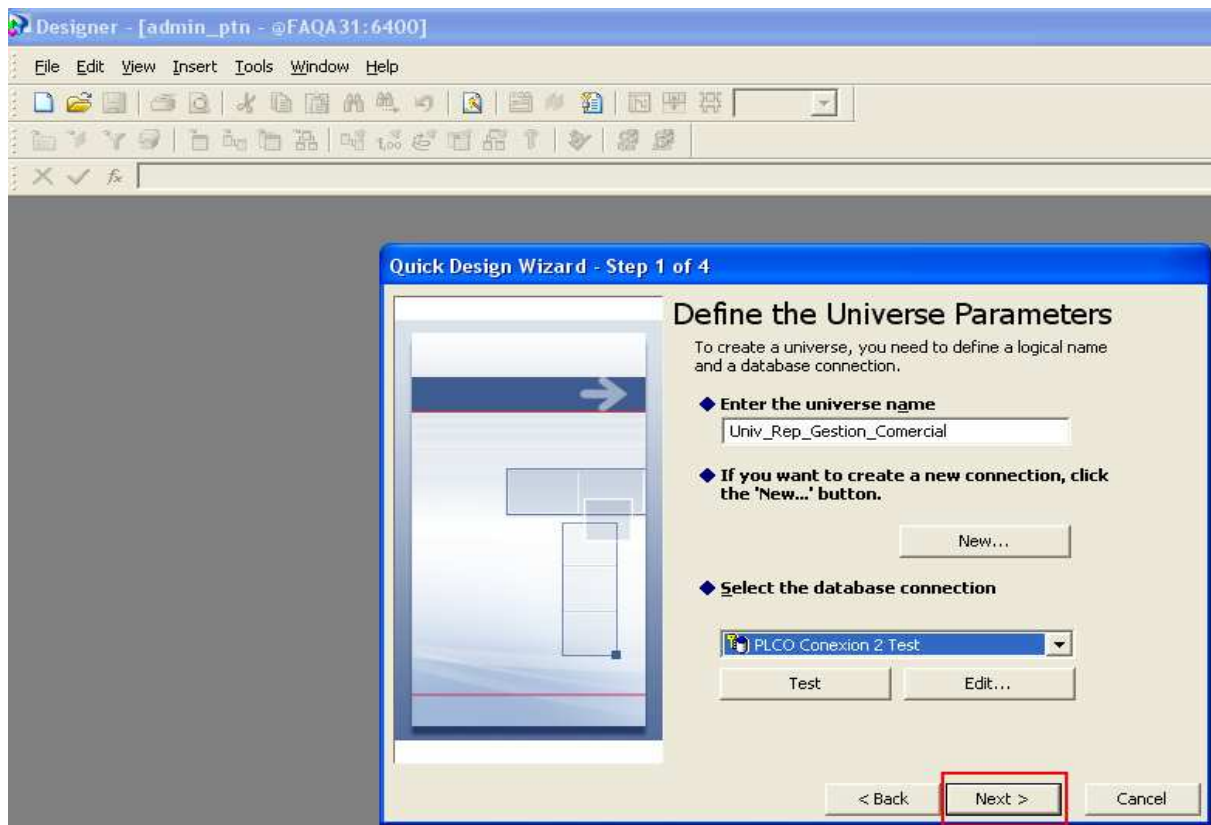 Designer - [admin_ptn - @FAQA31:6400]
File Edit View Insert Tools Window Help
Quick Design Wizard - Step 1 of 4
Define the Universe Parameters
To create a universe, you need to define a logical name
and a database connection.
Enter the universe name
Univ_Rep_Gestion_Comercial
If you want to create a new connection, click
the 'New...' button.
New...
Select the database connection
PLCO Conexion 2 Test
Test Edit...
< Back Next > Cancel